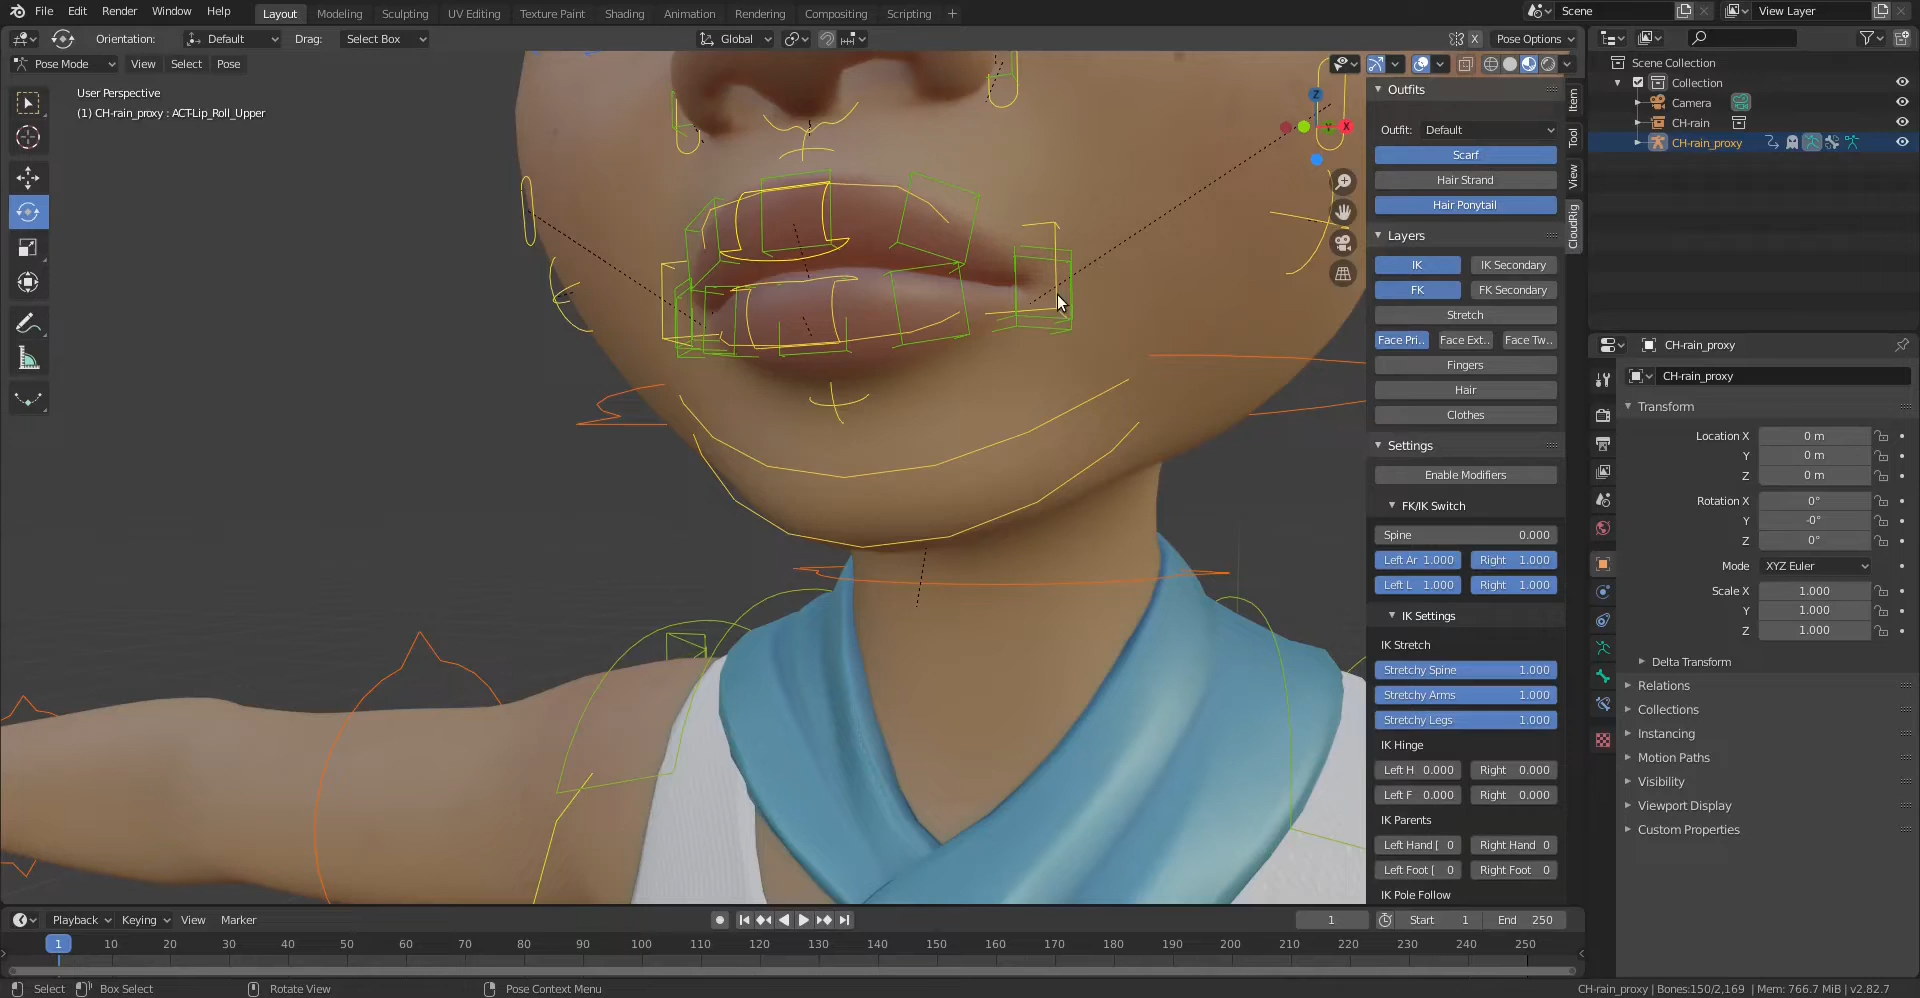 File Edit Render Window Help Layout Modeling Sculpting UV Editing Texture Paint Shading Animation Rendering Compositing Scripting + Scene View Layer
Orientation: Default Drag: Select Box Global X Pose Options
Pose Mode View Select Pose
User Perspective
(1) CH-rain_proxy : ACT-Lip_Roll_Upper
Z
X
Item
Tool
View
CloudRig
Outfits
Outfit: Default
Scarf
Hair Strand
Hair Ponytail
Layers
IK IK Secondary
FK FK Secondary
Stretch
Face Pri.. Face Ext.. Face Tw..
Fingers
Hair
Clothes
Settings
Enable Modifiers
FK/IK Switch
Spine 0.000
Left Ar 1.000 Right 1.000
Left L 1.000 Right 1.000
IK Settings
IK Stretch
Stretchy Spine 1.000
Stretchy Arms 1.000
Stretchy Legs 1.000
IK Hinge
Left H 0.000 Right 0.000
Left F 0.000 Right 0.000
IK Parents
Left Hand [ 0 Right Hand 0
Left Foot [ 0 Right Foot 0
IK Pole Follow
Scene Collection
Collection
Camera
CH-rain
CH-rain_proxy
CH-rain_proxy
CH-rain_proxy
Transform
Location X 0 m
Y 0 m
Z 0 m
Rotation X 0°
Y -0°
Z 0°
Mode XYZ Euler
Scale X 1.000
Y 1.000
Z 1.000
Delta Transform
Relations
Collections
Instancing
Motion Paths
Visibility
Viewport Display
Custom Properties
Playback Keying View Marker 1 Start 1 End 250
1 10 20 30 40 50 60 70 80 90 100 110 120 130 140 150 160 170 180 190 200 210 220 230 240 250
Select Box Select Rotate View Pose Context Menu CH-rain_proxy | Bones:150/2,169 | Mem: 766.7 MiB | v2.82.7